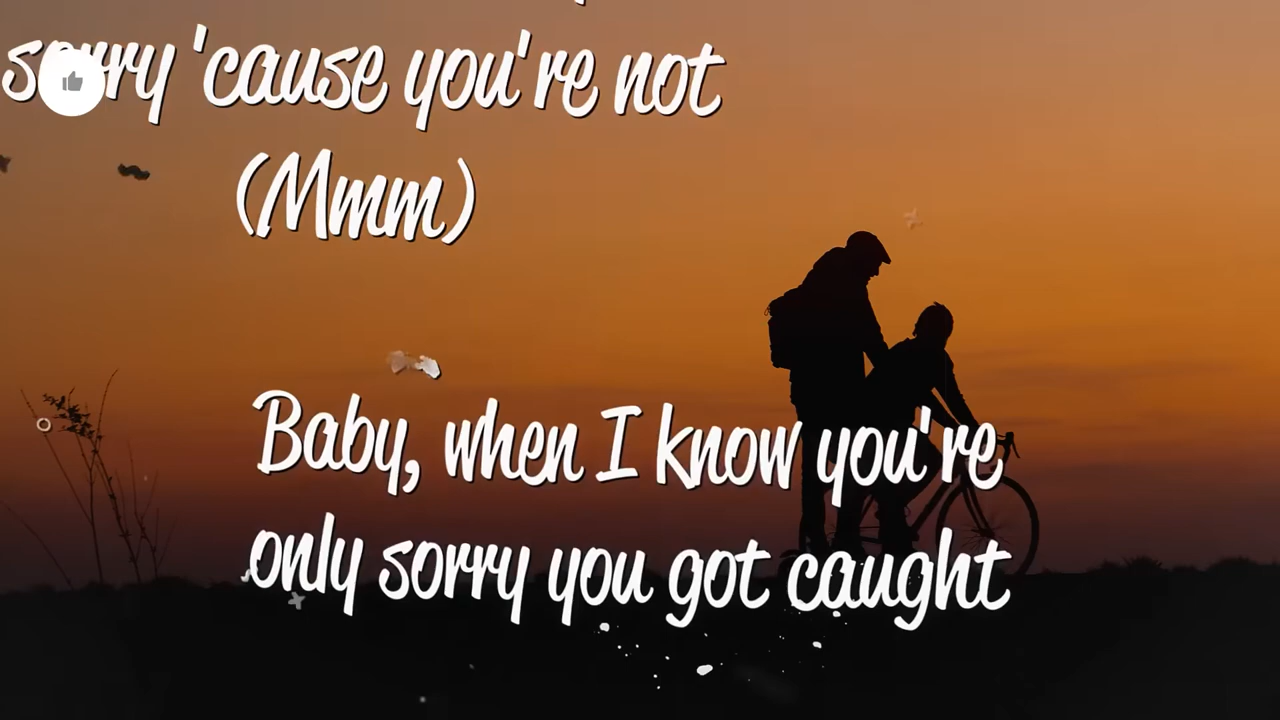 sorry 'cause you're not
(Mmm)
Baby, when I know you're
only sorry you got caught